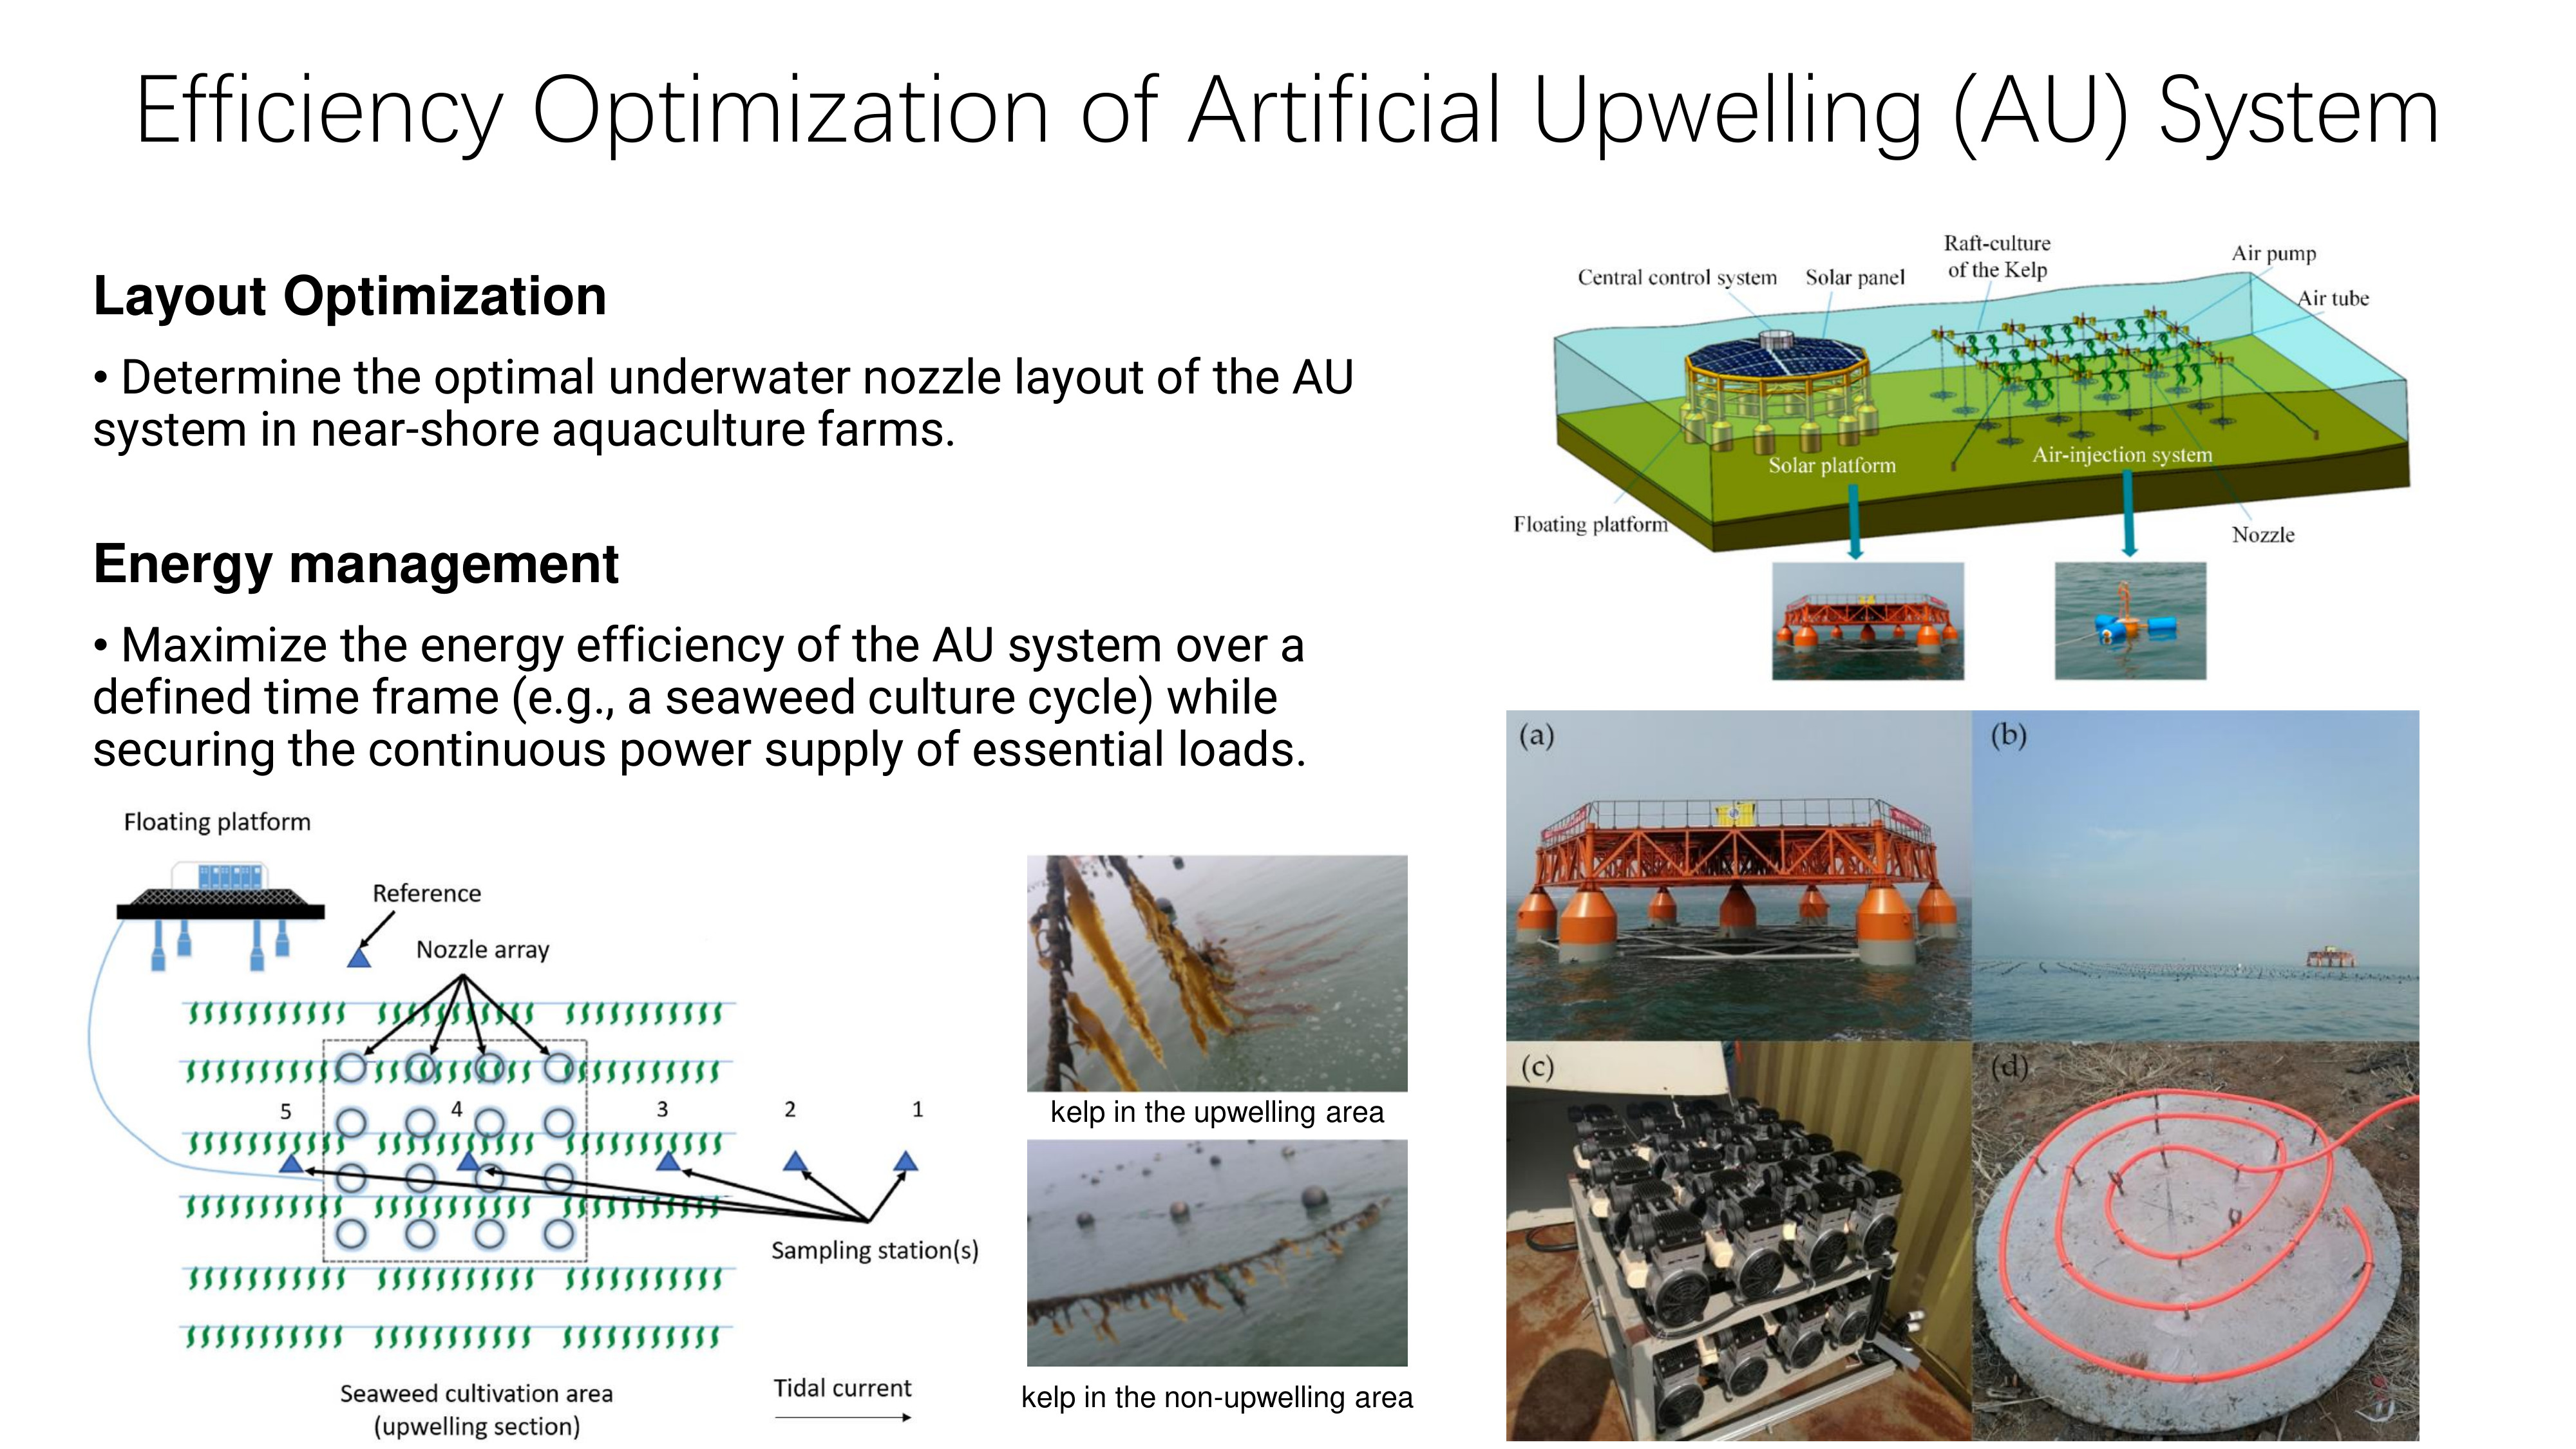 Efficiency Optimization of Artificial Upwelling (AU) System
Layout Optimization
• Determine the optimal underwater nozzle layout of the AU
system in near-shore aquaculture farms.
Energy management
• Maximize the energy efficiency of the AU system over a
defined time frame (e.g., a seaweed culture cycle) while
securing the continuous power supply of essential loads.
Floating platform
Reference
Nozzle array
5
4
3
2
1
Sampling station(s)
Seaweed cultivation area
(upwelling section)
Tidal current
kelp in the upwelling area
kelp in the non-upwelling area
Central control system
Solar panel
Raft-culture
of the Kelp
Air pump
Air tube
Solar platform
Air-injection system
Floating platform
Nozzle
(a)
(b)
(c)
(d)